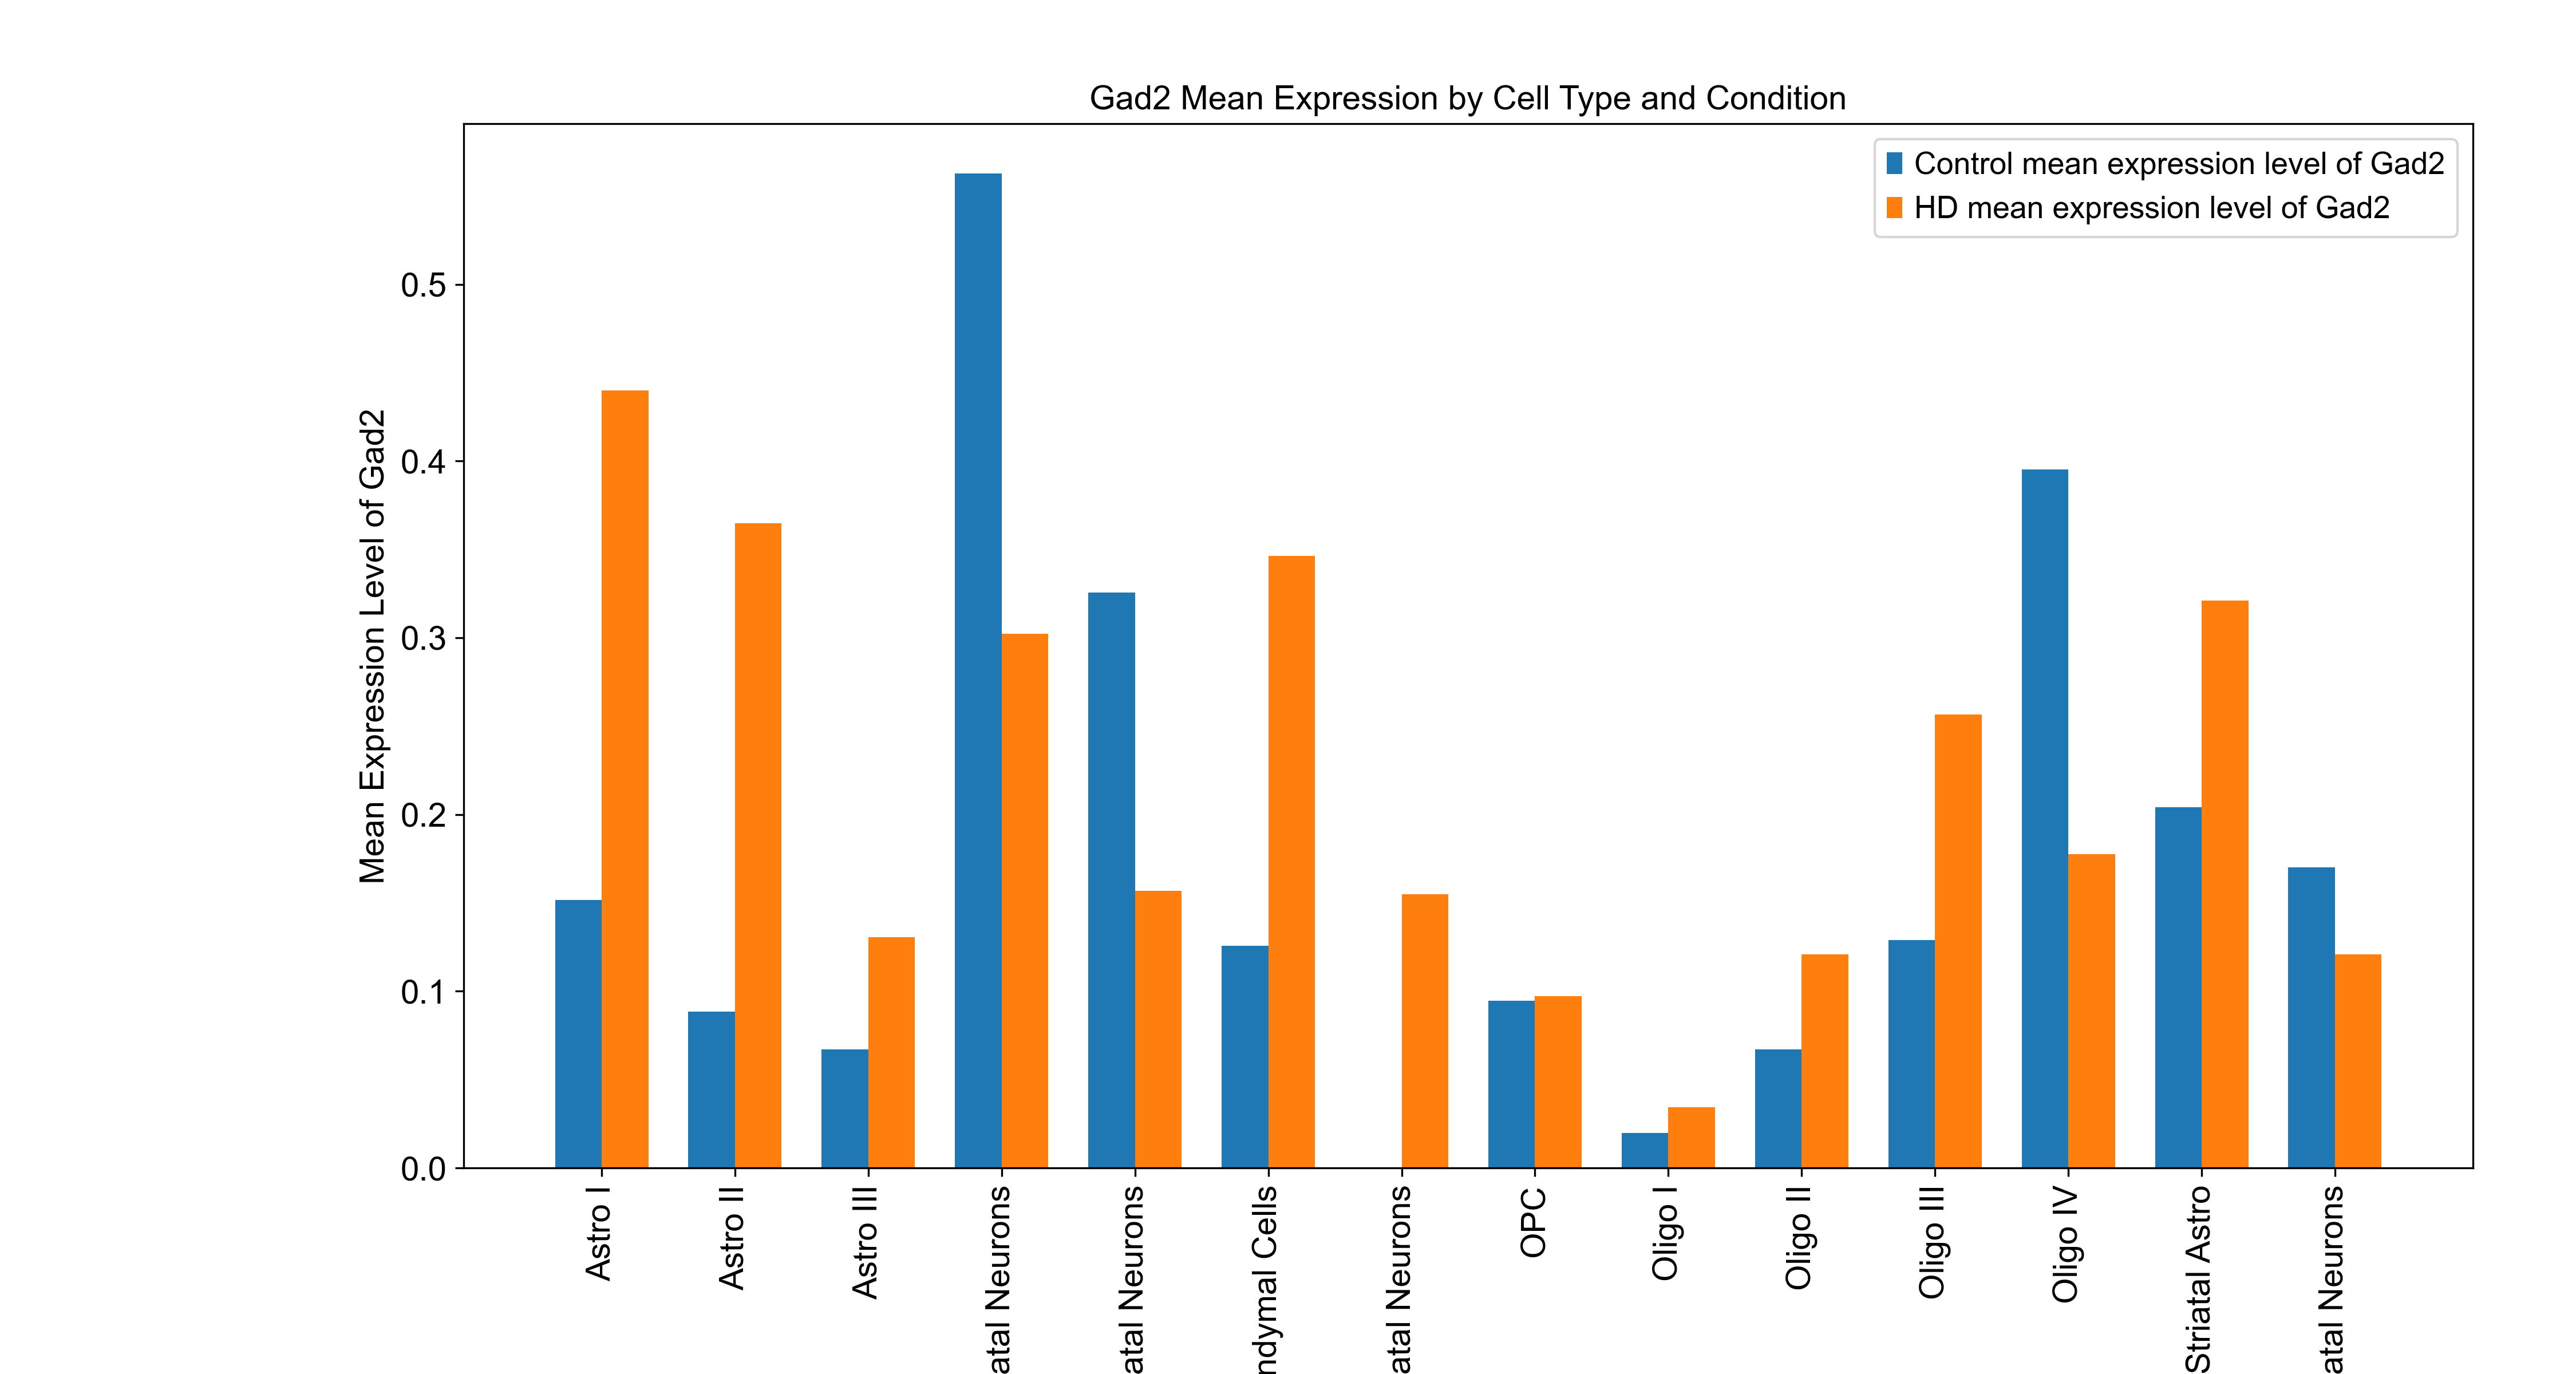 Gad2 Mean Expression by Cell Type and Condition
Control mean expression level of Gad2
HD mean expression level of Gad2
Mean Expression Level of Gad2
0.5
0.4
0.3
0.2
0.1
0.0
Astro I
Astro II
Astro III
atal Neurons
atal Neurons
ndymal Cells
atal Neurons
OPC
Oligo I
Oligo II
Oligo III
Oligo IV
Striatal Astro
atal Neurons